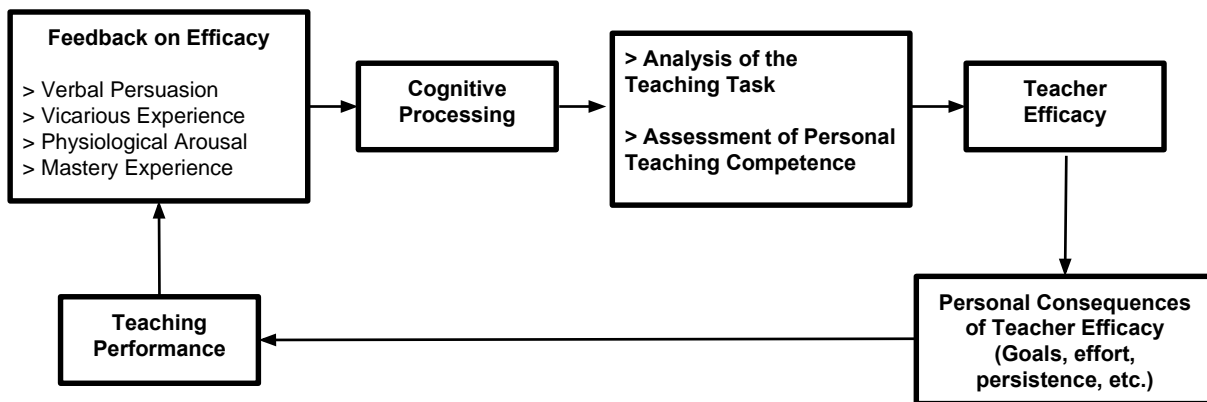 Feedback on Efficacy
> Verbal Persuasion
> Vicarious Experience
> Physiological Arousal
> Mastery Experience
Cognitive
Processing
> Analysis of the
Teaching Task
> Assessment of Personal
Teaching Competence
Teacher
Efficacy
Personal Consequences
of Teacher Efficacy
(Goals, effort,
persistence, etc.)
Teaching
Performance